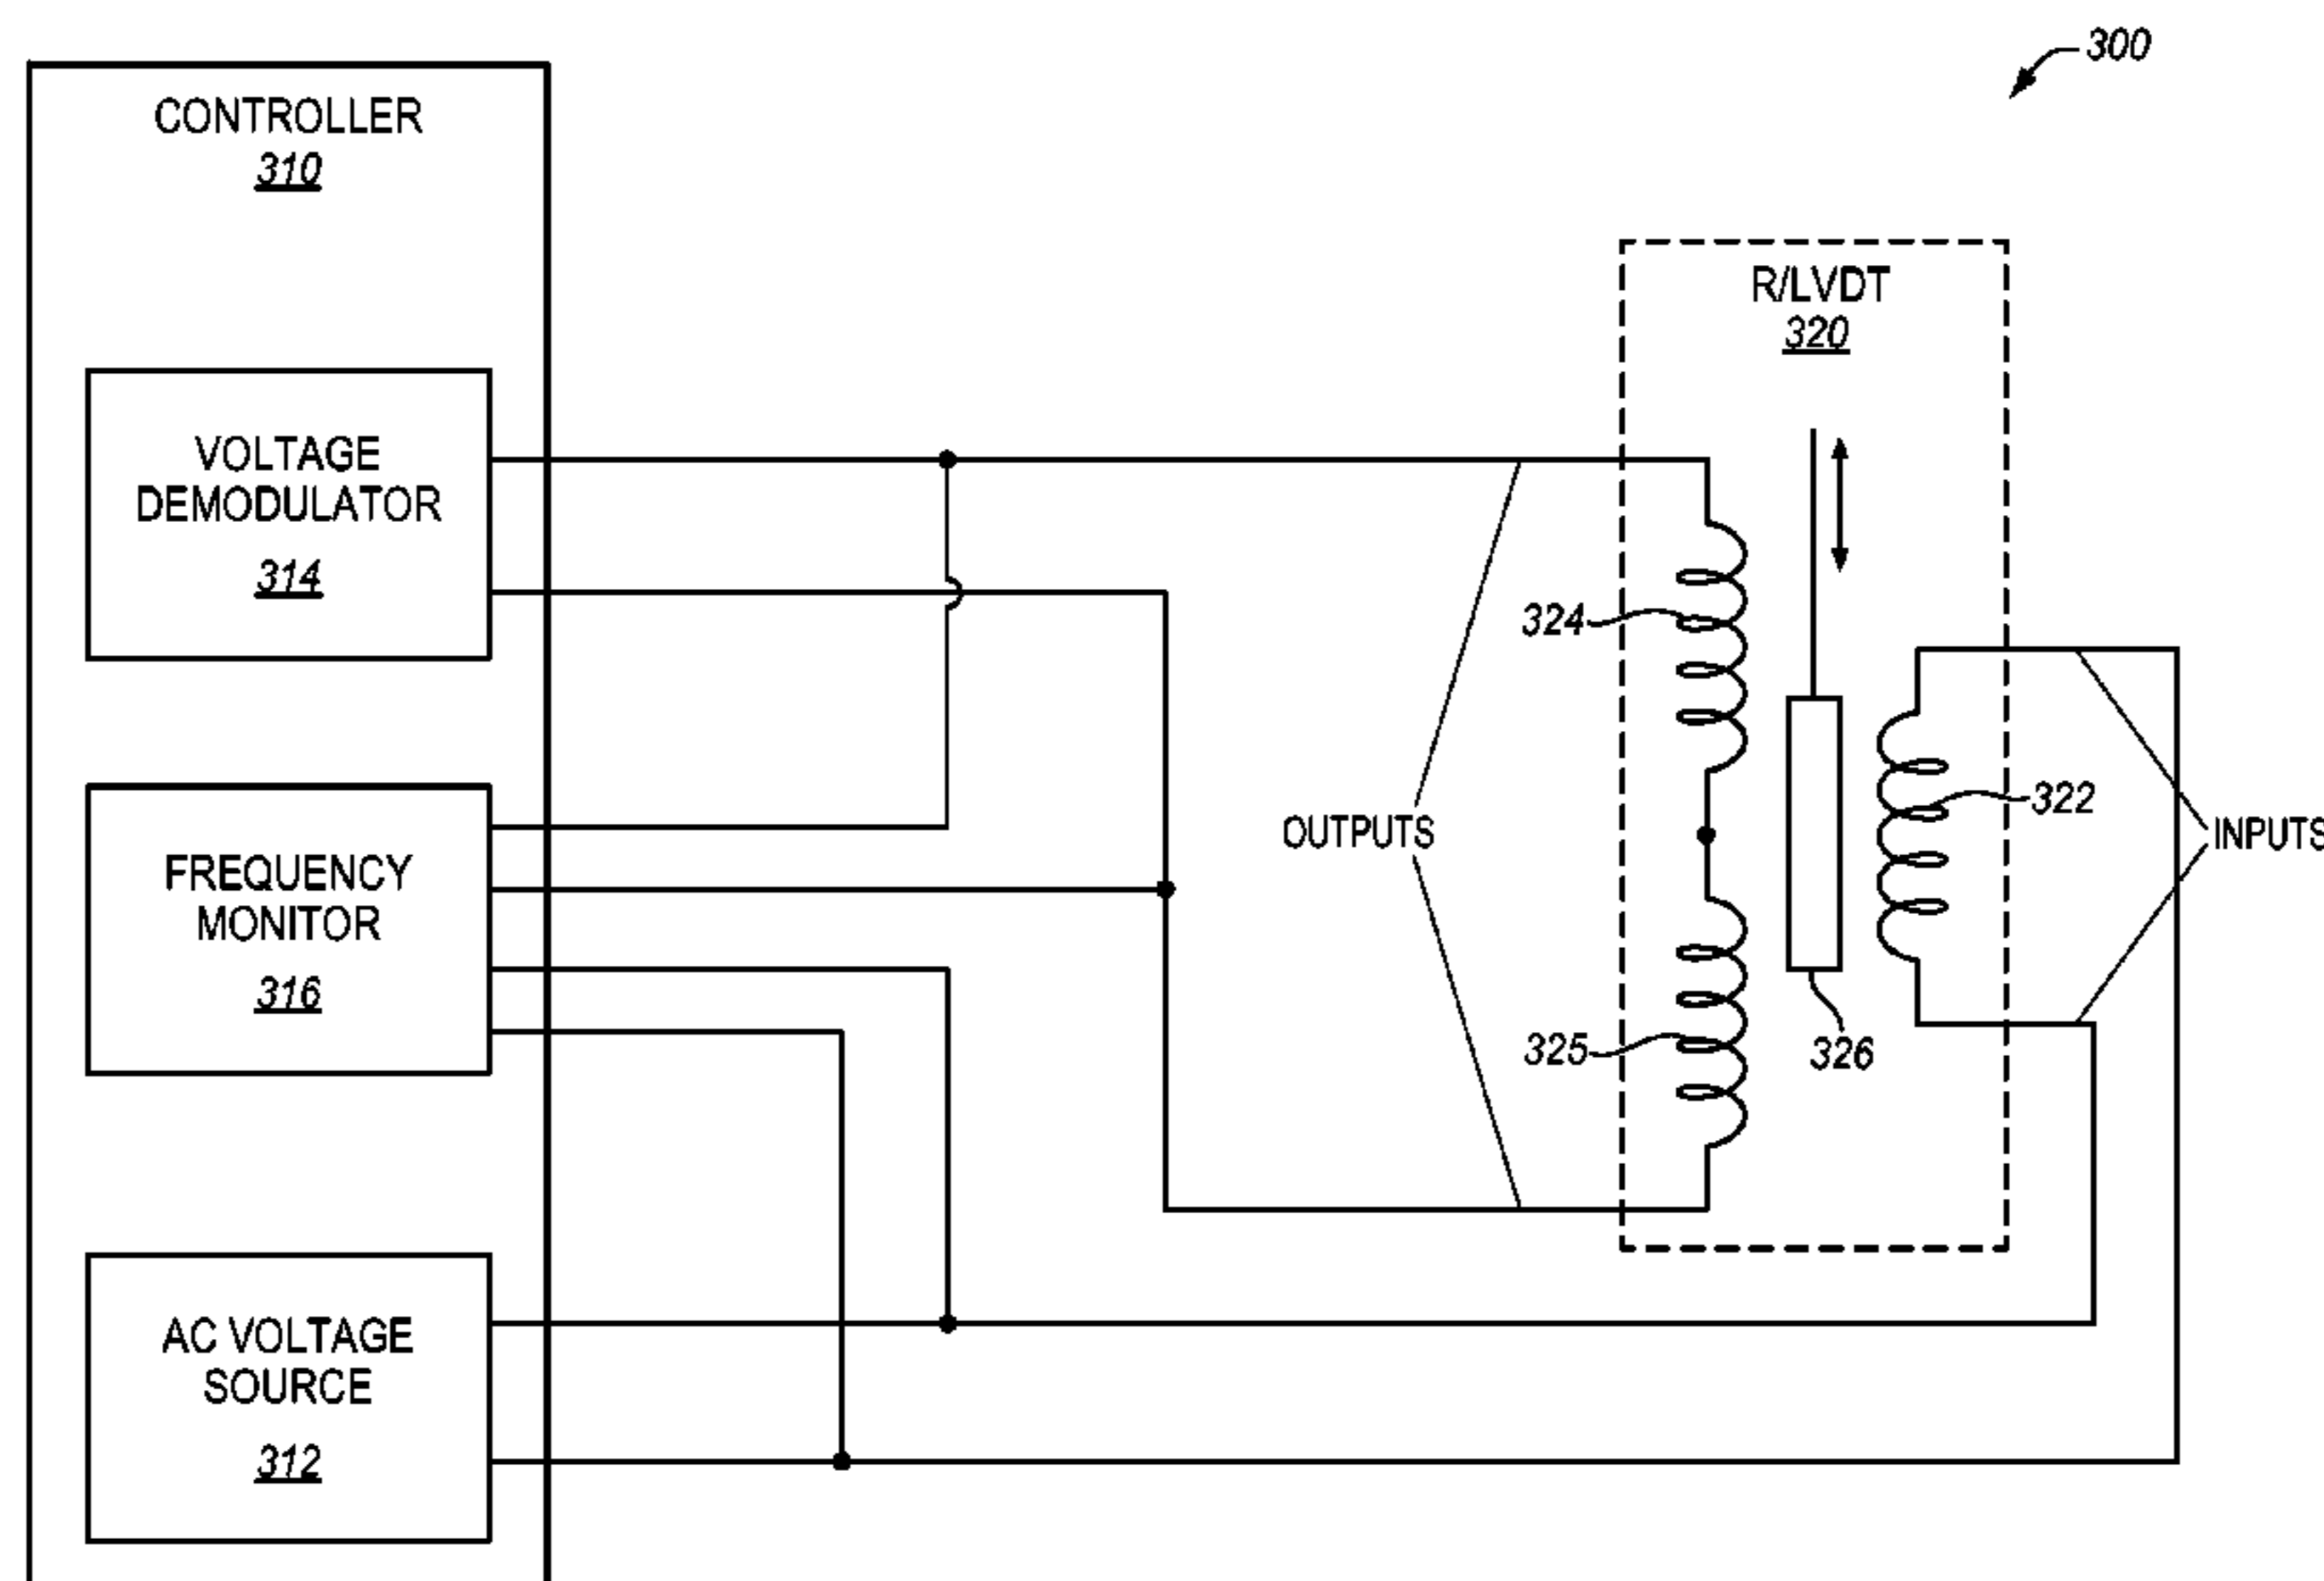 300
CONTROLLER
310
R/LVDT
320
VOLTAGE
DEMODULATOR
314
324
322
OUTPUTS
INPUTS
FREQUENCY
MONITOR
316
325
326
AC VOLTAGE
SOURCE
312